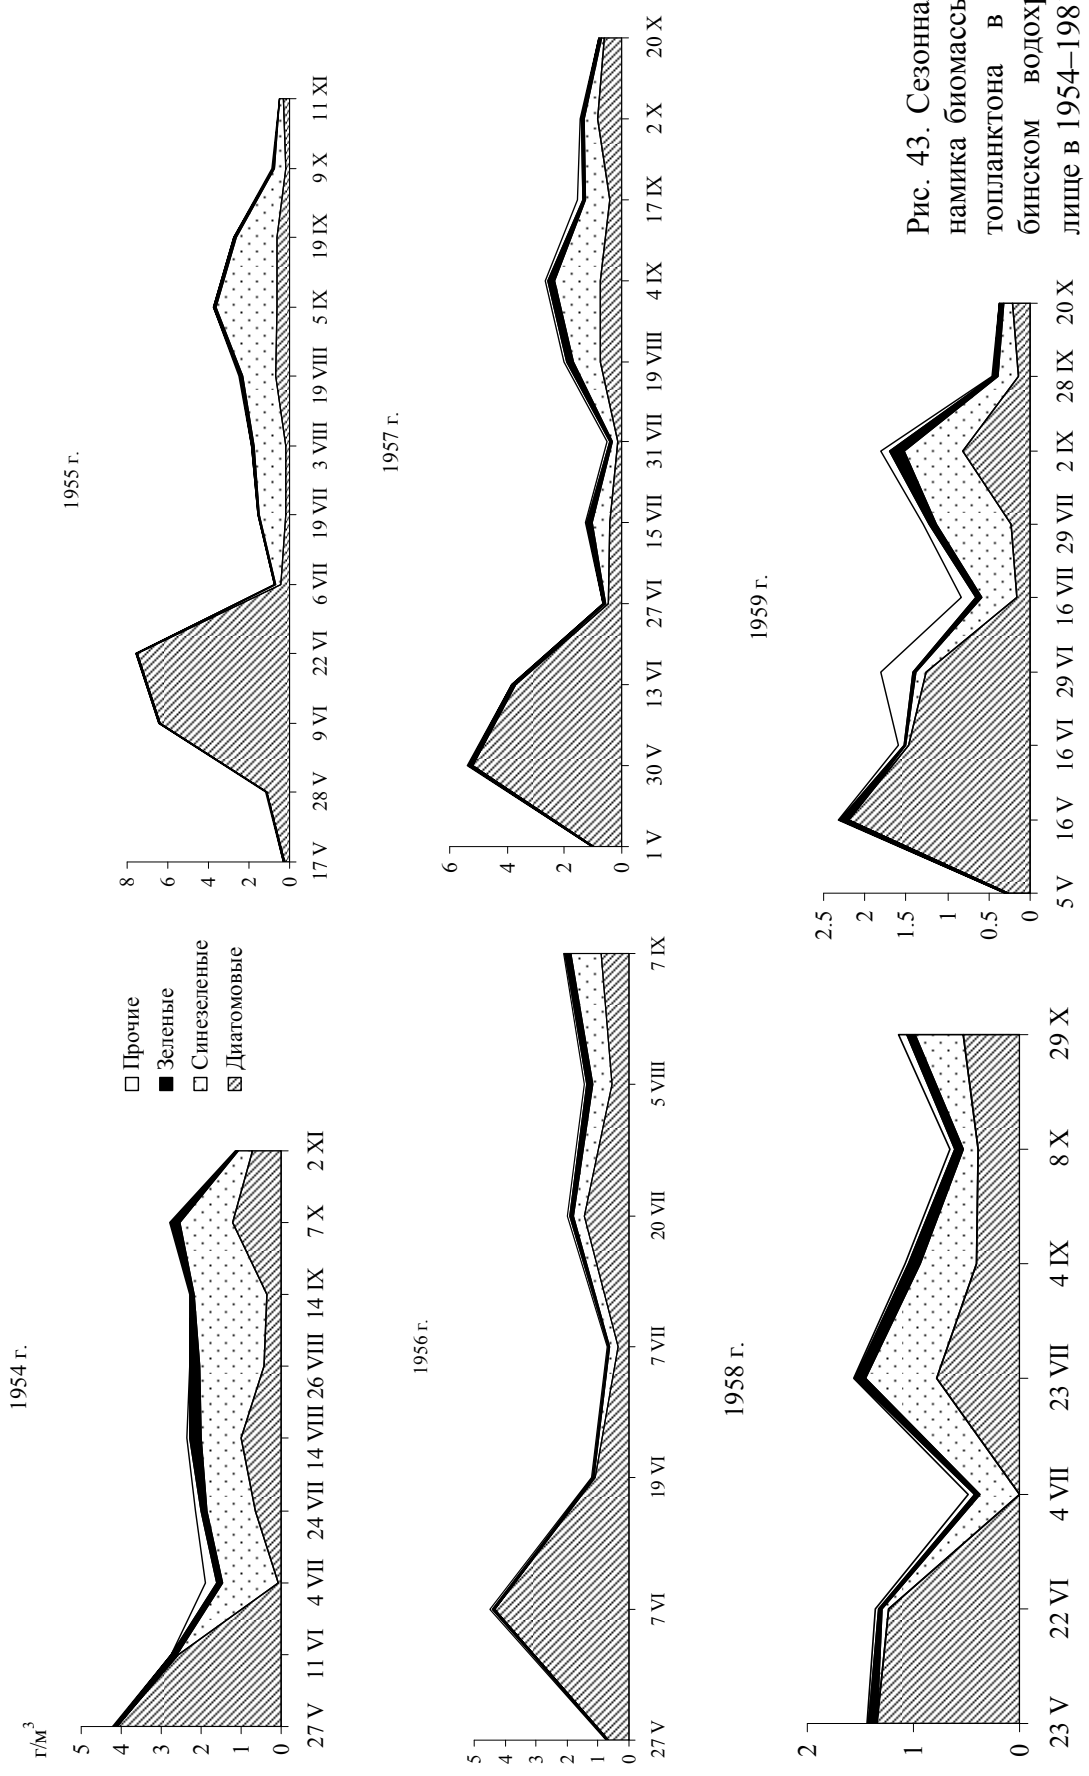 г/м³
1954 г.
5
4
3
2
1
0
27 V 11 VI 4 VII 24 VII 14 VIII 26 VIII 14 IX 7 X 2 XI
Прочие
Зеленые
Синезеленые
Диатомовые
1955 г.
8
6
4
2
0
17 V 28 V 9 VI 22 VI 6 VII 19 VII 3 VIII 19 VIII 5 IX 19 IX 9 X 11 XI
1956 г.
5
4
3
2
1
0
27 V 7 VI 19 VI 7 VII 20 VII 5 VIII 7 IX
1957 г.
6
4
2
0
1 V 30 V 13 VI 27 VI 15 VII 31 VII 19 VIII 4 IX 17 IX 2 X 20 X
1958 г.
2
1
0
23 V 22 VI 4 VII 23 VII 4 IX 8 X 29 X
1959 г.
2.5
2
1.5
1
0.5
0
5 V 16 V 16 VI 29 VI 16 VII 29 VII 2 IX 28 IX 20 X
Рис. 43. Сезонна
намика биомассь
топланктона в
бинском водохр
лище в 1954–198